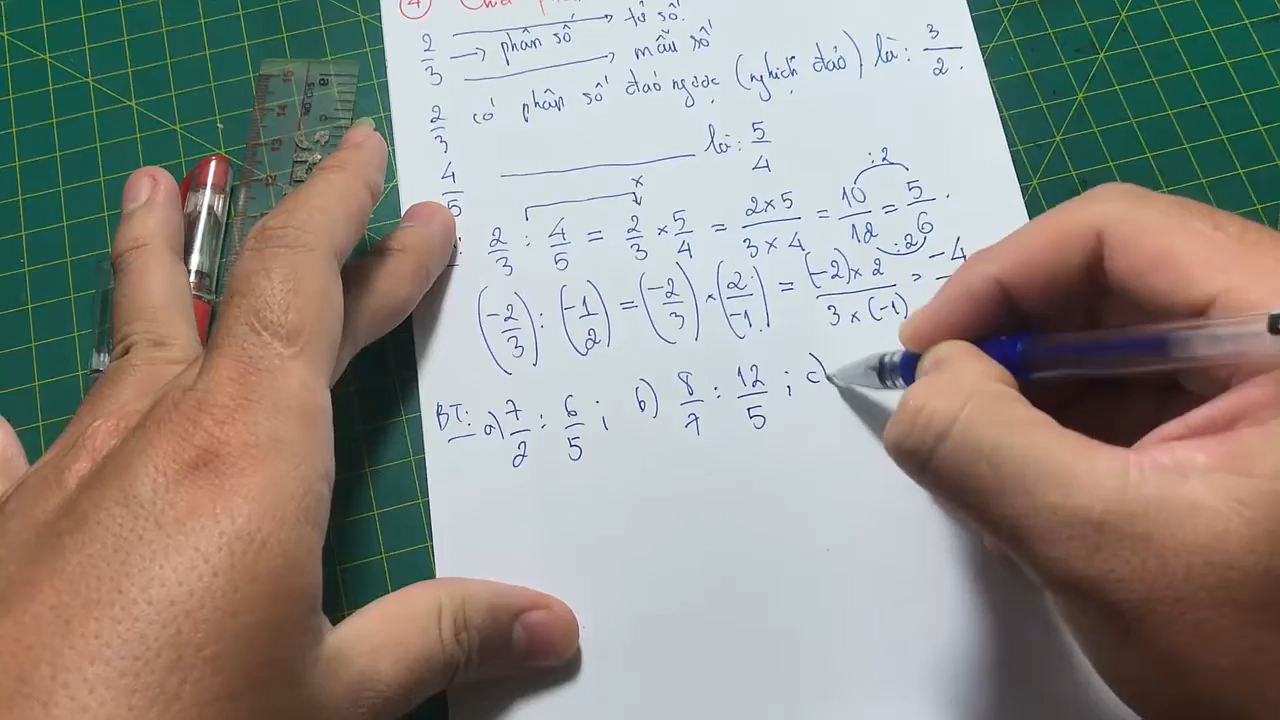 ④
2/3 → phân số → tử số.
→ mẫu số
2/3 có phân số đảo ngược (nghịch đảo) là: 3/2.
4/5 ______ là: 5/4
: 2/3 : 4/5 = 2/3 × 5/4 = 2×5/3×4 = 10/12 = 5/6.
(-2/3) : (-1/2) = (-2/3) × (2/-1) = (-2)×2/3×(-1) = -4
BT: a) 7/2 : 6/5 ; b) 8/7 : 12/5 ; c)